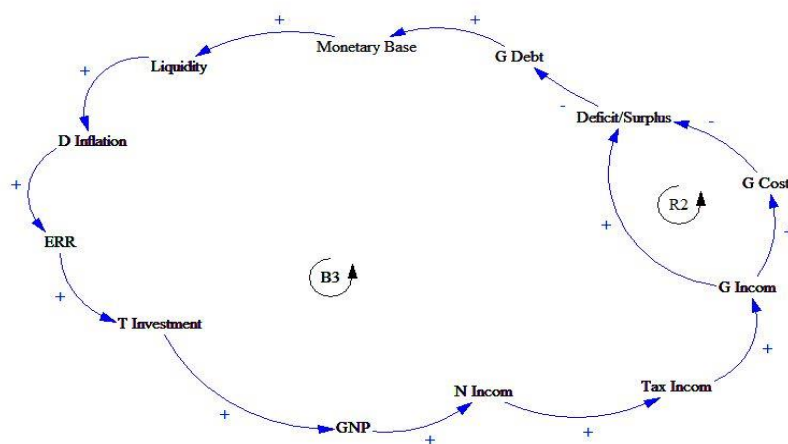 +
+
Monetary Base
G Debt
Liquidity
+
-
Deficit/Surplus
-
D Inflation
+
G Cost
R2
+
-
ERR
B3
G Incom
+
T Investment
+
Tax Incom
N Incom
+
GNP
+
+